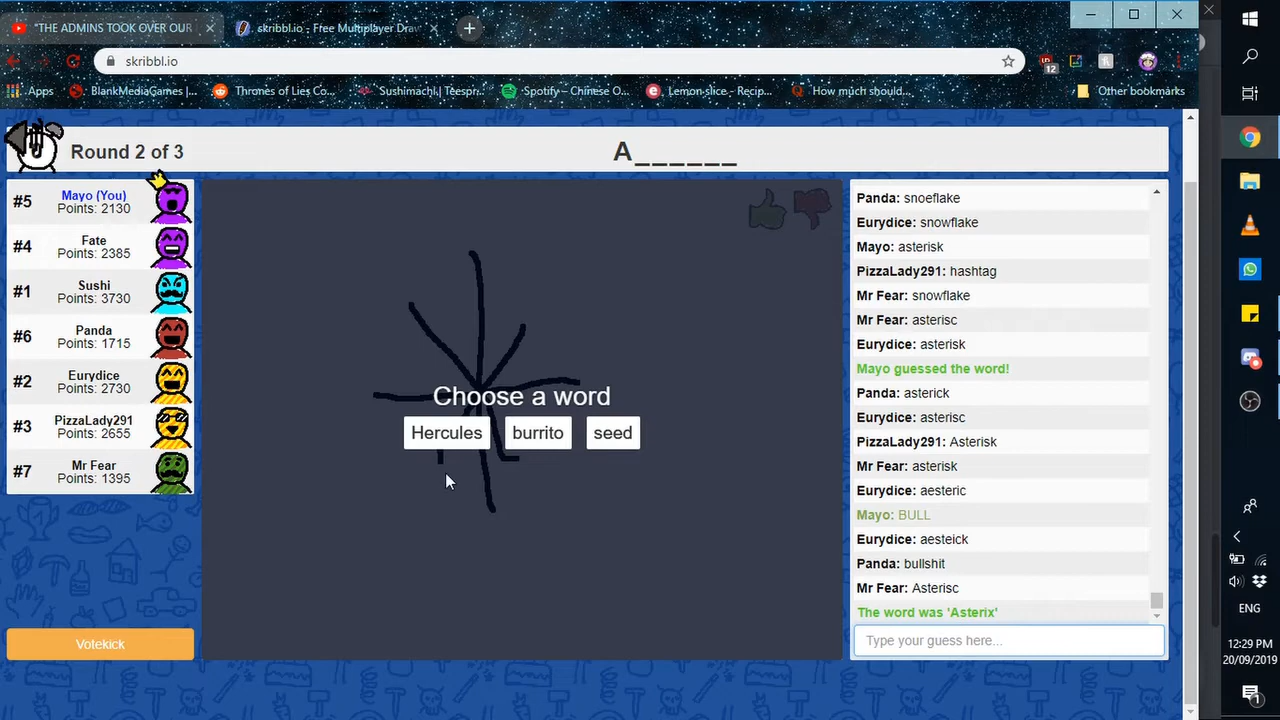 "THE ADMINS TOOK OVER OUR
skribbl.io - Free Multiplayer Draw
skribbl.io
12
Apps
BlankMediaGames |...
Thrones of Lies Co...
Sushimachi | Teespr...
Spotify – Chinese O...
Lemon slice - Recip...
How much should...
Other bookmarks
Round 2 of 3
A______
#5
Mayo (You)
Points: 2130
#4
Fate
Points: 2385
#1
Sushi
Points: 3730
#6
Panda
Points: 1715
#2
Eurydice
Points: 2730
#3
PizzaLady291
Points: 2655
#7
Mr Fear
Points: 1395
Votekick
Choose a word
Hercules
burrito
seed
Panda: snoeflake
Eurydice: snowflake
Mayo: asterisk
PizzaLady291: hashtag
Mr Fear: snowflake
Mr Fear: asterisc
Eurydice: asterisk
Mayo guessed the word!
Panda: asterick
Eurydice: asterisc
PizzaLady291: Asterisk
Mr Fear: asterisk
Eurydice: aesteric
Mayo: BULL
Eurydice: aesteick
Panda: bullshit
Mr Fear: Asterisc
The word was 'Asterix'
Type your guess here...
ENG
12:29 PM
20/09/2019
1